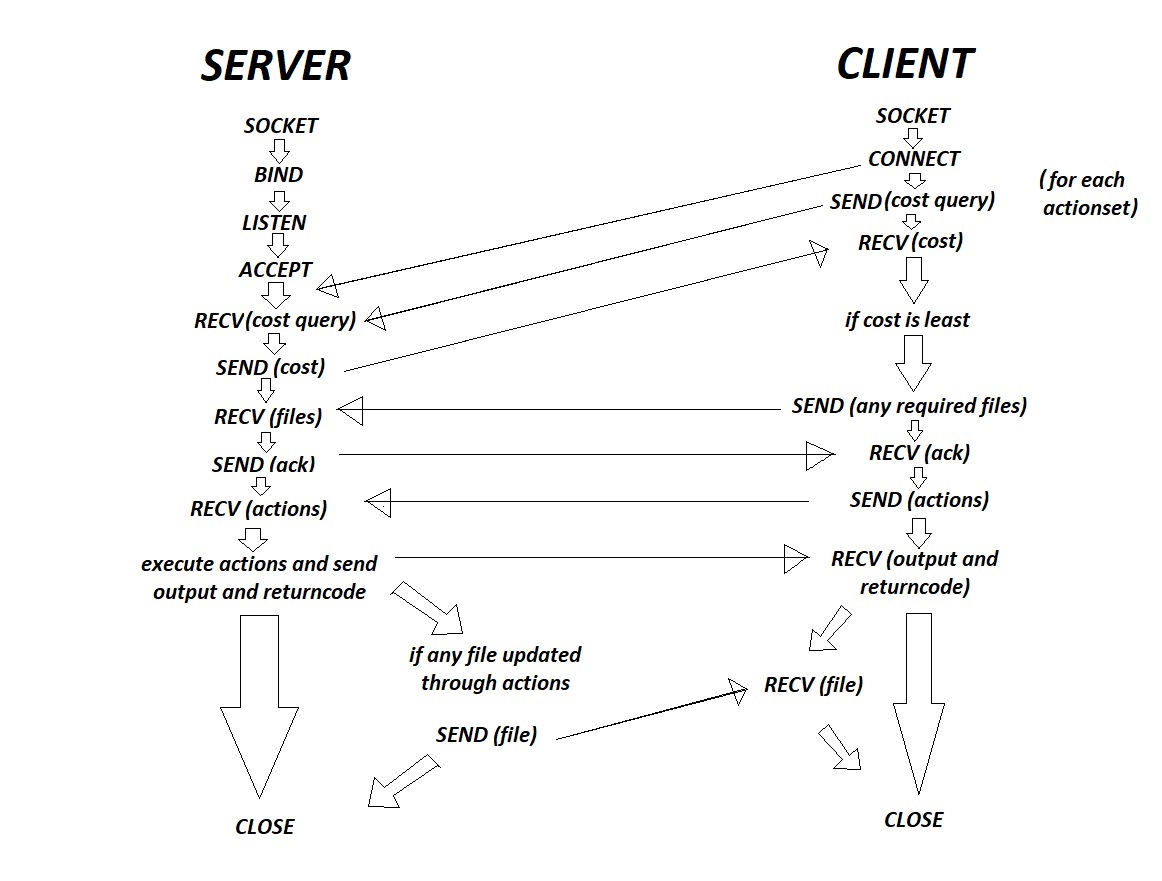 SERVER
SOCKET
BIND
LISTEN
ACCEPT
RECV(cost query)
SEND (cost)
RECV (files)
SEND (ack)
RECV (actions)
execute actions and send
output and returncode
if any file updated
through actions
SEND (file)
CLOSE
CLIENT
SOCKET
CONNECT
SEND(cost query)
(for each
actionset)
RECV(cost)
if cost is least
SEND (any required files)
RECV (ack)
SEND (actions)
RECV (output and
returncode)
RECV (file)
CLOSE